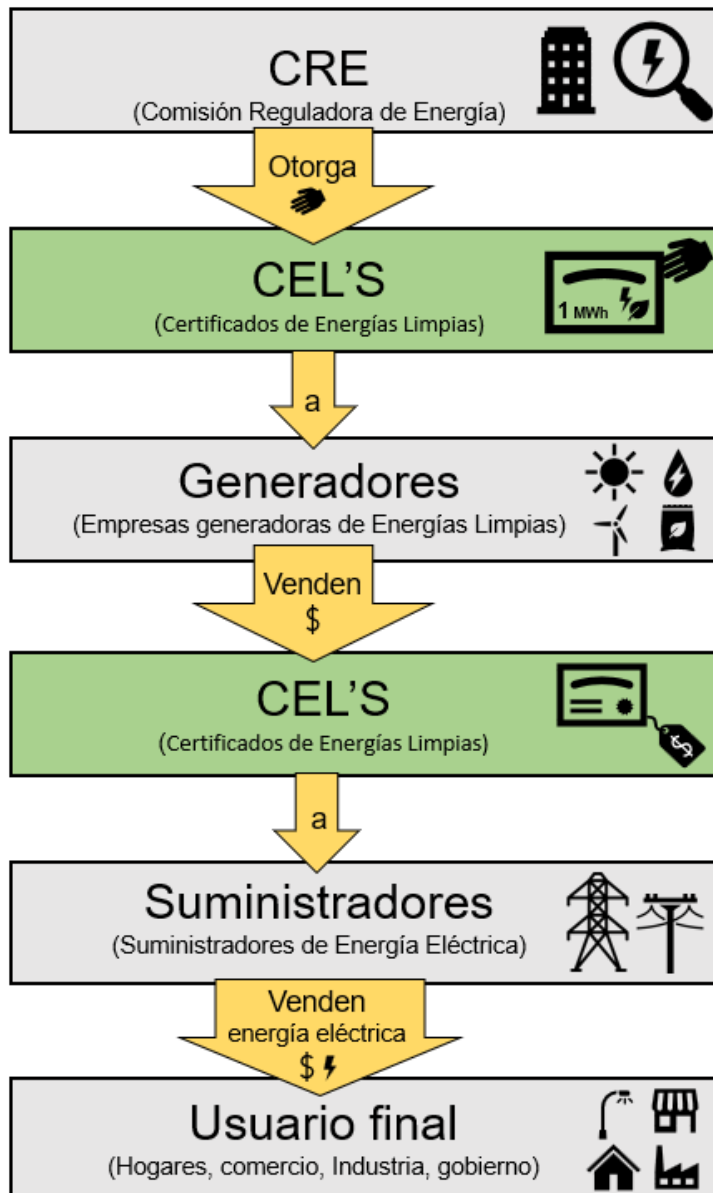 CRE
(Comisión Reguladora de Energía)
Otorga
CEL’S
(Certificados de Energías Limpias)
1 MWh
a
Generadores
(Empresas generadoras de Energías Limpias)
Venden
$
CEL’S
(Certificados de Energías Limpias)
$
a
Suministradores
(Suministradores de Energía Eléctrica)
Venden
energía eléctrica
$
Usuario final
(Hogares, comercio, Industria, gobierno)